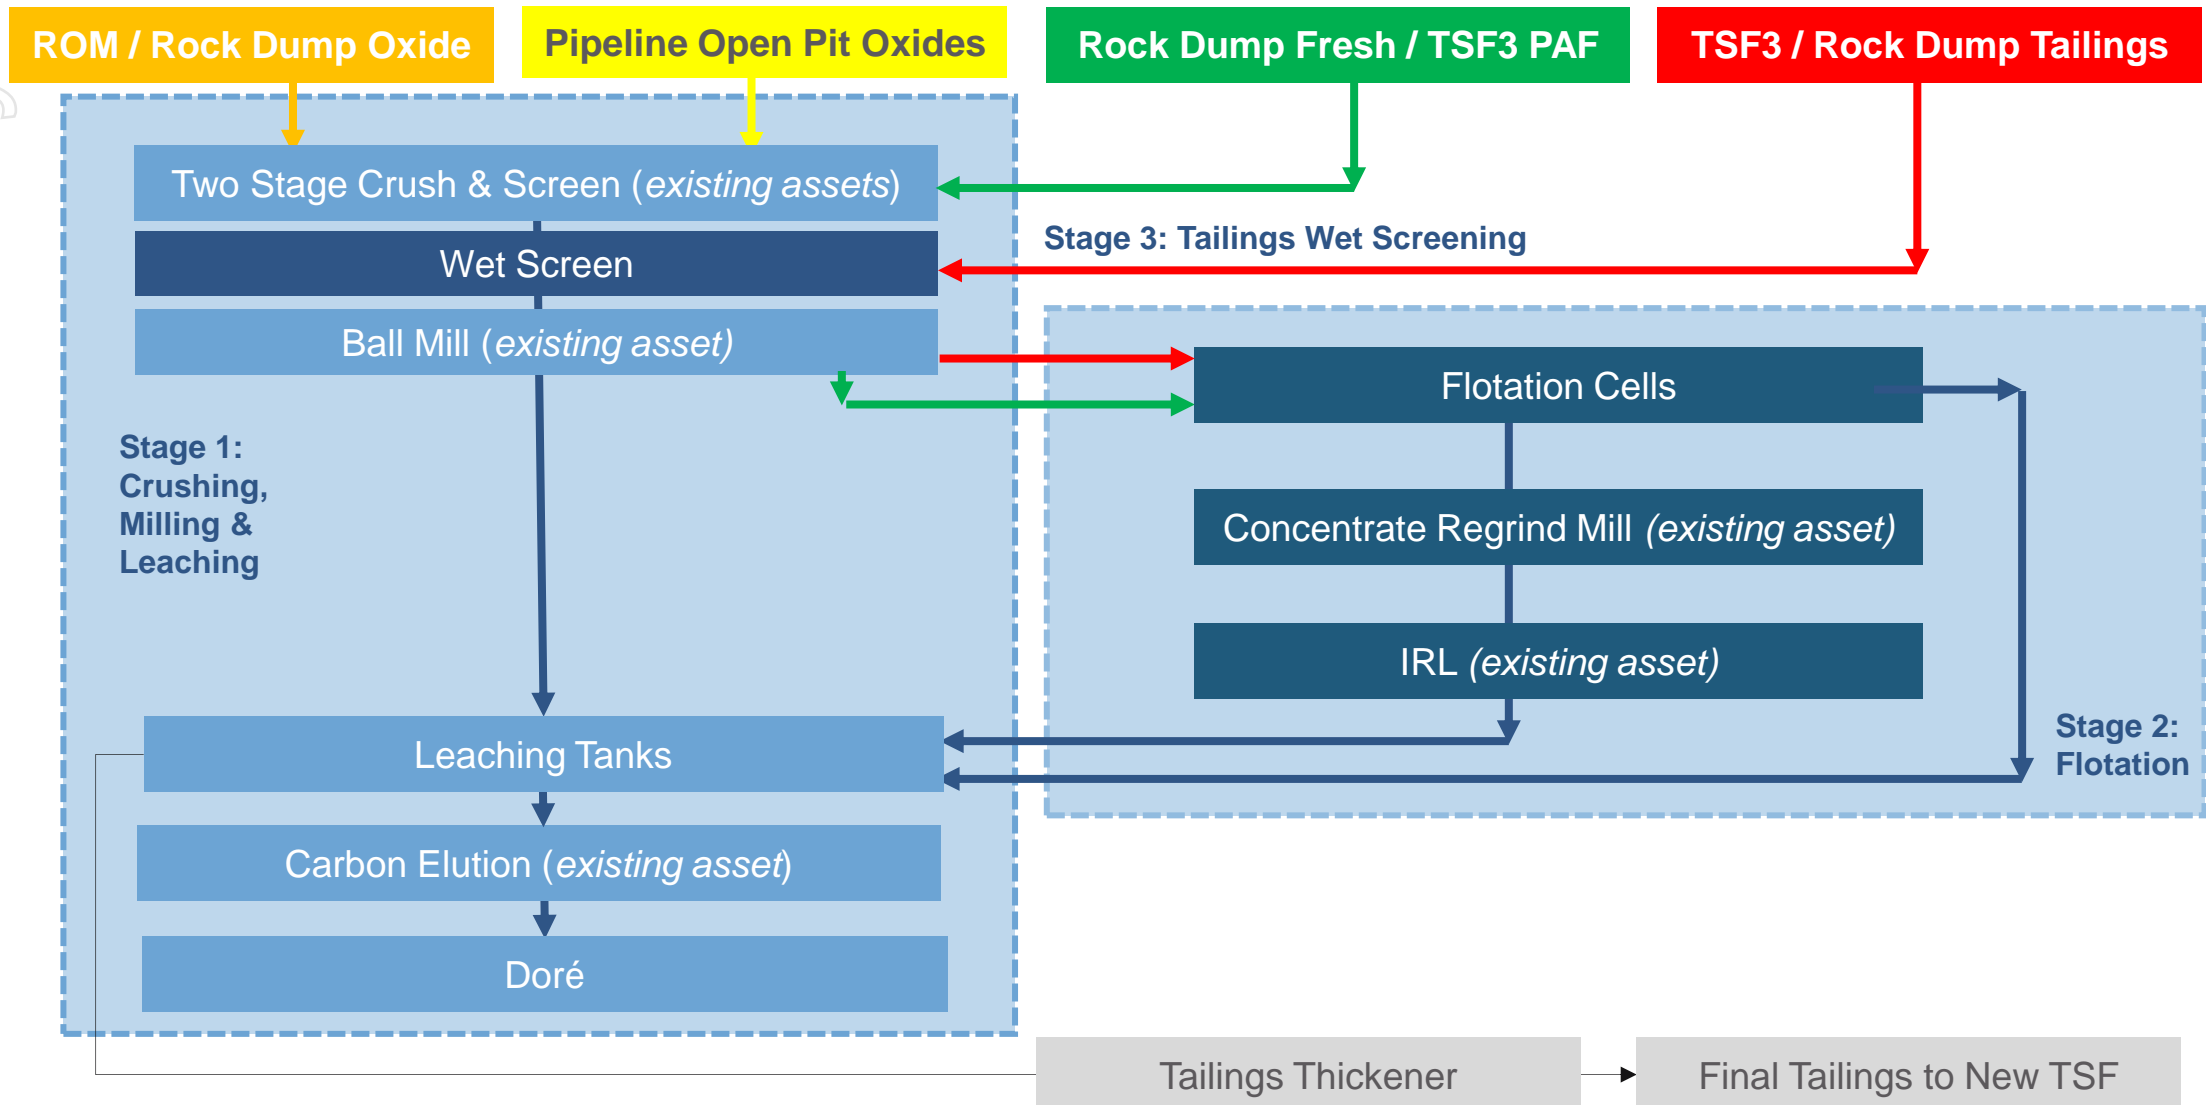 ROM / Rock Dump Oxide
Pipeline Open Pit Oxides
Rock Dump Fresh / TSF3 PAF
TSF3 / Rock Dump Tailings
Two Stage Crush & Screen (existing assets)
Stage 3: Tailings Wet Screening
Wet Screen
Ball Mill (existing asset)
Flotation Cells
Stage 1:
Crushing,
Milling &
Leaching
Concentrate Regrind Mill (existing asset)
IRL (existing asset)
Stage 2:
Flotation
Leaching Tanks
Carbon Elution (existing asset)
Doré
Tailings Thickener
Final Tailings to New TSF